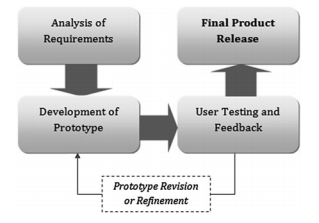 Analysis of
Requirements
Final Product
Release
Development of
Prototype
User Testing and
Feedback
Prototype Revision
or Refinement